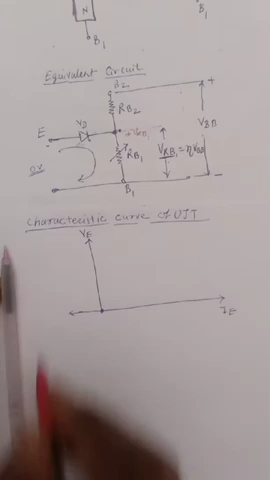 N
B1
B1
Equivalent Circuit
B2
+
RB2
VBB
VD
E
+VRB1
RB1
VRB1 = ηVBB
0V
B1
-
Characteristic curve of UJT
VE
IE